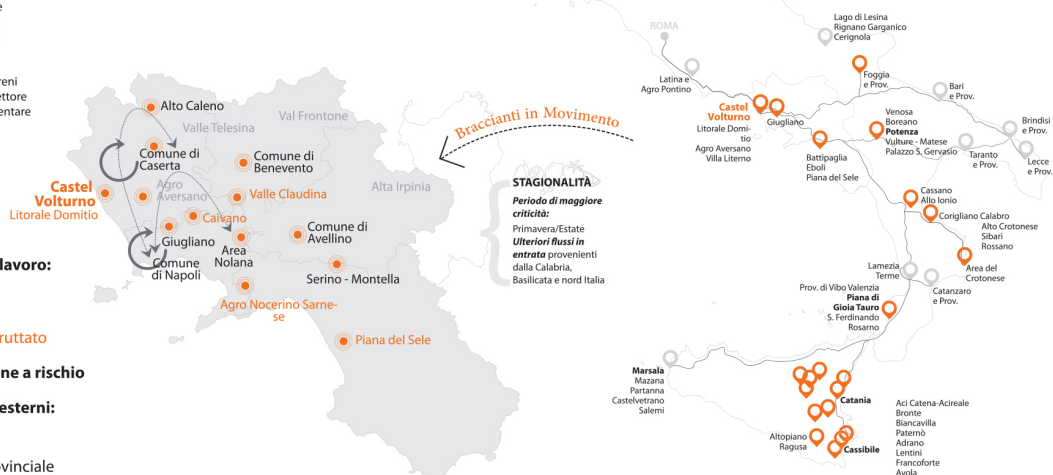 e
reni
ettore
entare
lavoro:
ruttato
ne a rischio
esterni:
vinciale
Alto Caleno
Valle Telesina
Val Frontone
Comune di
Caserta
Comune di
Benevento
Castel
Volturno
Litorale Domitio
Agro
Aversano
Valle Claudina
Alta Irpinia
Caivano
Giugliano
Area
Nolana
Comune di
Avellino
Comune
di Napoli
Serino - Montella
Agro Nocerino Sarne-
se
Piana del Sele
Braccianti in Movimento
STAGIONALITÀ
Periodo di maggiore
criticità:
Primavera/Estate
Ulteriori flussi in
entrata provenienti
dalla Calabria,
Basilicata e nord Italia
ROMA
Lago di Lesina
Rignano Garganico
Cerignola
Latina e
Agro Pontino
Foggia
e Prov.
Bari
e Prov.
Castel
Volturno
Litorale Domi-
tio
Agro Aversano
Villa Literno
Giugliano
Venosa
Boreano
Potenza
Vulture - Matese
Palazzo S. Gervasio
Brindisi
e Prov.
Battipaglia
Eboli
Piana del Sele
Taranto
e Prov.
Lecce
e Prov.
Cassano
Allo Ionio
Corigliano Calabro
Alto Crotonese
Sibari
Rossano
Lamezia
Terme
Area del
Crotonese
Catanzaro
e Prov.
Prov. di Vibo Valenzia
Piana di
Gioia Tauro
S. Ferdinando
Rosarno
Marsala
Mazana
Partanna
Castelvetrano
Salemi
Catania
Altopiano
Ragusa
Cassibile
Aci Catena-Acireale
Bronte
Biancavilla
Paternò
Adrano
Lentini
Francoforte
Avola